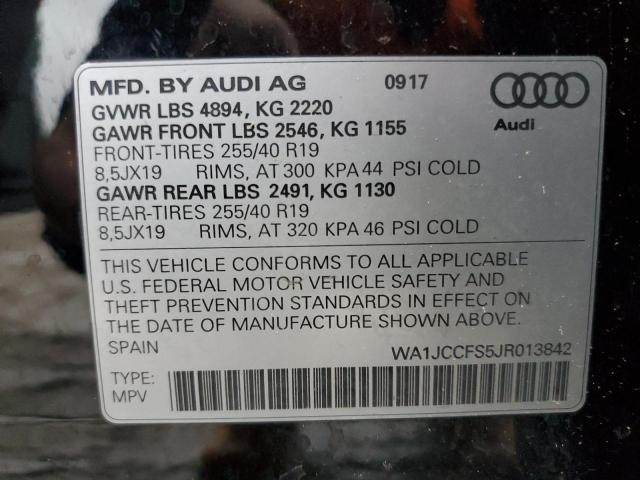 MFD. BY AUDI AG 0917
GVWR LBS 4894, KG 2220
GAWR FRONT LBS 2546, KG 1155
FRONT-TIRES 255/40 R19
8,5JX19 RIMS, AT 300 KPA 44 PSI COLD
GAWR REAR LBS 2491, KG 1130
REAR-TIRES 255/40 R19
8,5JX19 RIMS, AT 320 KPA 46 PSI COLD
Audi
THIS VEHICLE CONFORMS TO ALL APPLICABLE
U.S. FEDERAL MOTOR VEHICLE SAFETY AND
THEFT PREVENTION STANDARDS IN EFFECT ON
THE DATE OF MANUFACTURE SHOWN ABOVE.
SPAIN WA1JCCFS5JR013842
TYPE:
MPV